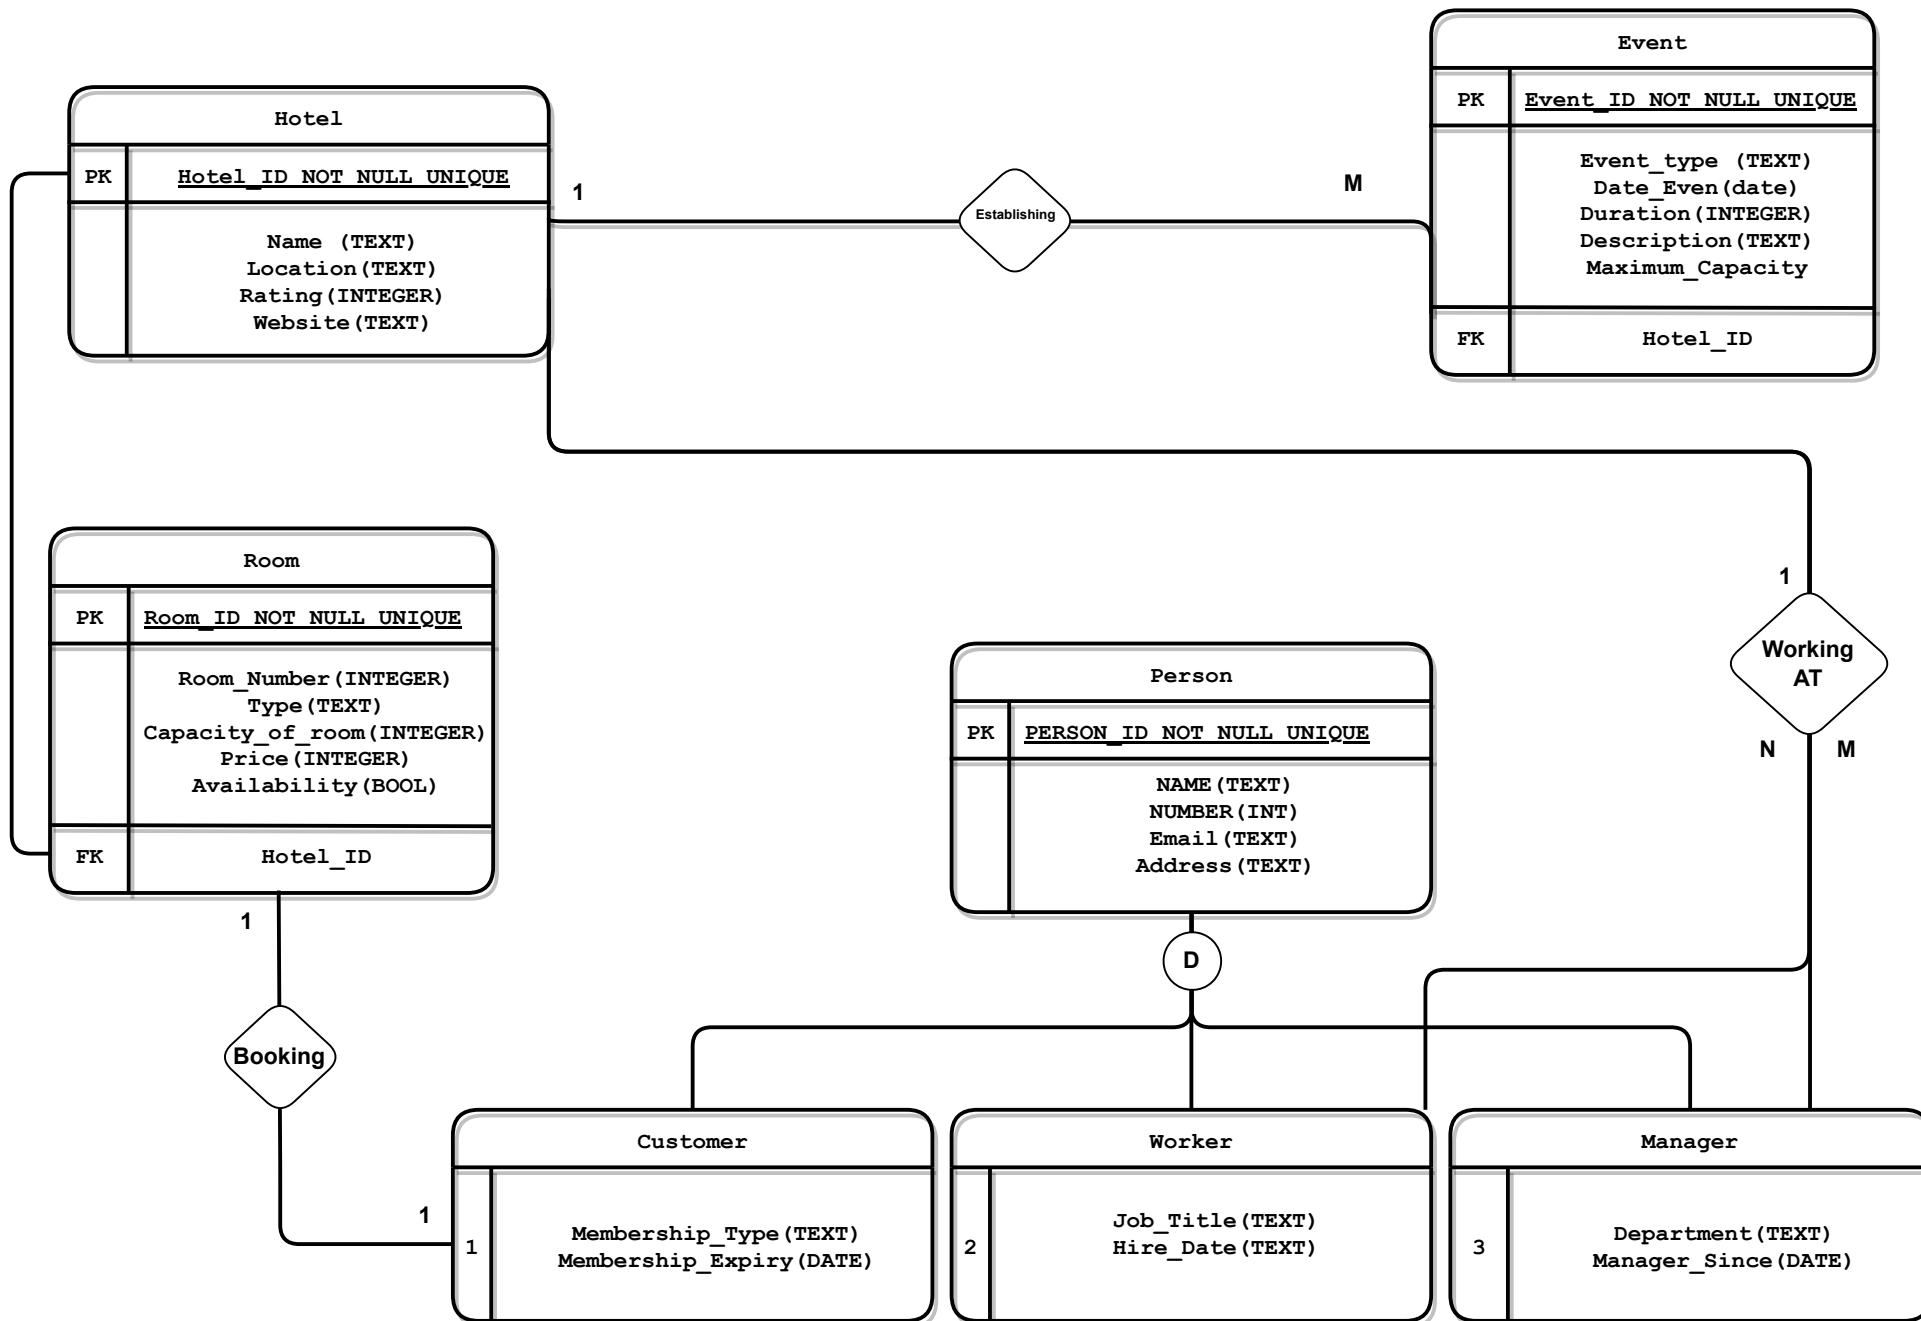 Event
PK Event_ID NOT NULL UNIQUE
Event_type (TEXT)
Date_Even(date)
Duration(INTEGER)
Description(TEXT)
Maximum_Capacity
FK Hotel_ID
Hotel
PK Hotel_ID NOT NULL UNIQUE
Name (TEXT)
Location(TEXT)
Rating(INTEGER)
Website(TEXT)
1
Establishing
M
Room
PK Room_ID NOT NULL UNIQUE
Room_Number(INTEGER)
Type(TEXT)
Capacity_of_room(INTEGER)
Price(INTEGER)
Availability(BOOL)
FK Hotel_ID
1
Working
AT
N M
Person
PK PERSON_ID NOT NULL UNIQUE
NAME(TEXT)
NUMBER(INT)
Email(TEXT)
Address(TEXT)
D
1
Booking
1
Customer
1
Membership_Type(TEXT)
Membership_Expiry(DATE)
Worker
2
Job_Title(TEXT)
Hire_Date(TEXT)
Manager
3
Department(TEXT)
Manager_Since(DATE)